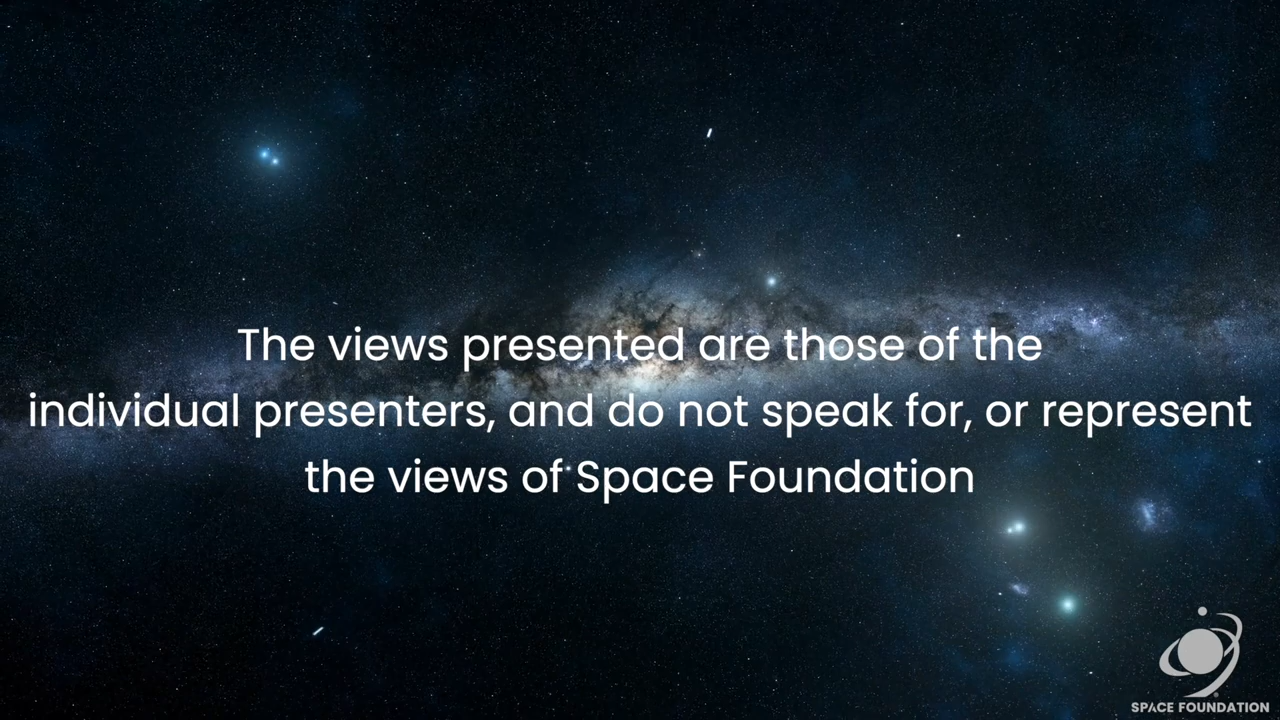 The views presented are those of the
individual presenters, and do not speak for, or represent
the views of Space Foundation
SPACE FOUNDATION